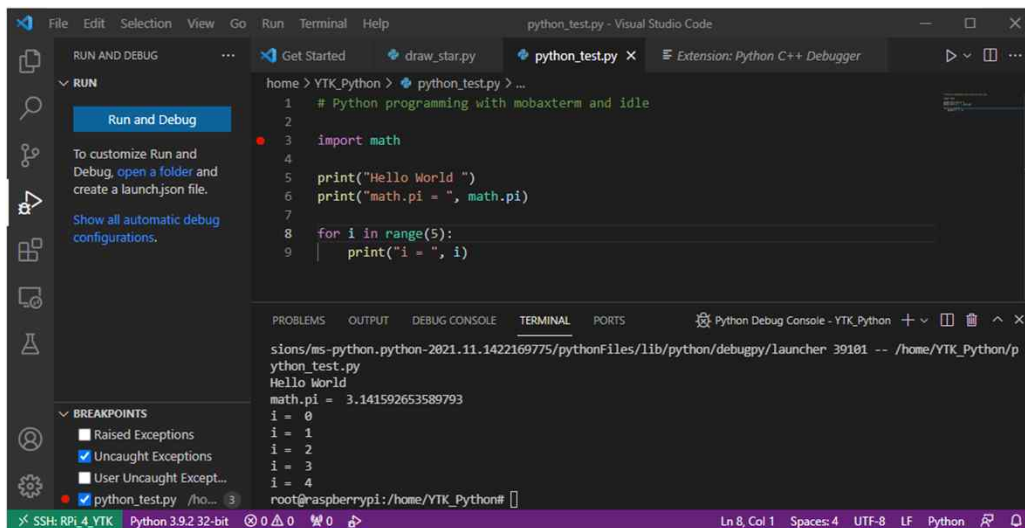 File Edit Selection View Go Run Terminal Help python_test.py - Visual Studio Code
RUN AND DEBUG ...
Get Started draw_star.py python_test.py Extension: Python C++ Debugger
RUN
Run and Debug
To customize Run and
Debug, open a folder and
create a launch.json file.
Show all automatic debug
configurations.
home > YTK_Python > python_test.py > ...
1 # Python programming with mobaxterm and idle
2
3 import math
4
5 print("Hello World ")
6 print("math.pi = ", math.pi)
7
8 for i in range(5):
9 print("i = ", i)
PROBLEMS OUTPUT DEBUG CONSOLE TERMINAL PORTS Python Debug Console - YTK_Python
sions/ms-python.python-2021.11.1422169775/pythonFiles/lib/python/debugpy/launcher 39101 -- /home/YTK_Python/p
ython_test.py
Hello World
math.pi = 3.141592653589793
i = 0
i = 1
i = 2
i = 3
i = 4
root@raspberrypi:/home/YTK_Python#
BREAKPOINTS
Raised Exceptions
Uncaught Exceptions
User Uncaught Except...
python_test.py /ho... 3
SSH: RPi_4_YTK Python 3.9.2 32-bit 0 0 0 Ln 8, Col 1 Spaces: 4 UTF-8 LF Python